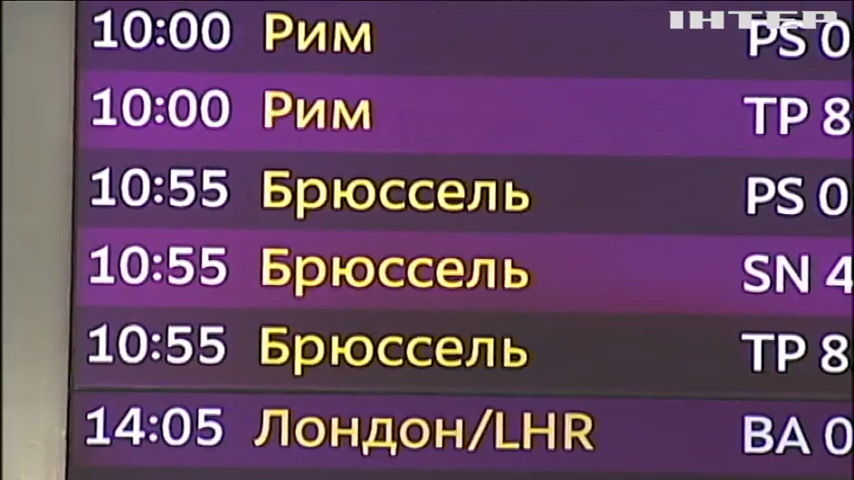 ІНТЕР
10:00 Рим PS 0
10:00 Рим TP 8
10:55 Брюссель PS 0
10:55 Брюссель SN 4
10:55 Брюссель TP 8
14:05 Лондон/LHR BA 0